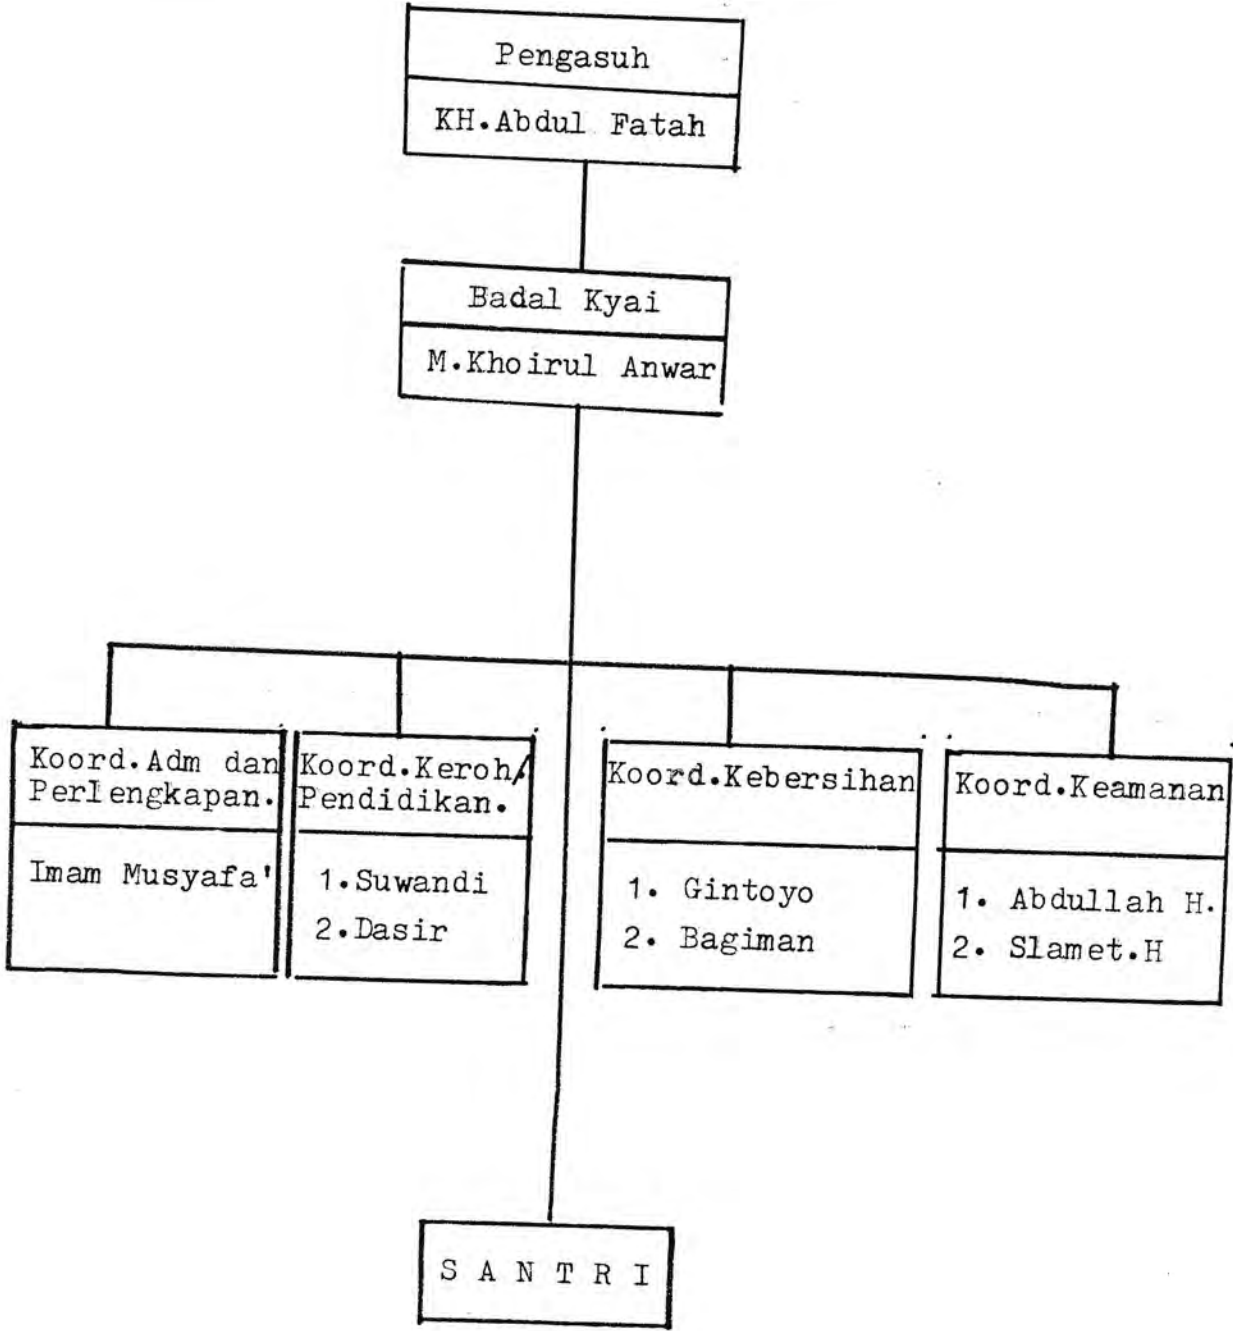 Pengasuh
KH.Abdul Fatah
Badal Kyai
M.Khoirul Anwar
Koord.Adm dan
Perlengkapan.
Imam Musyafa'
Koord.Keroh/
Pendidikan.
1.Suwandi
2.Dasir
Koord.Kebersihan
1. Gintoyo
2. Bagiman
Koord.Keamanan
1. Abdullah H.
2. Slamet.H
S A N T R I